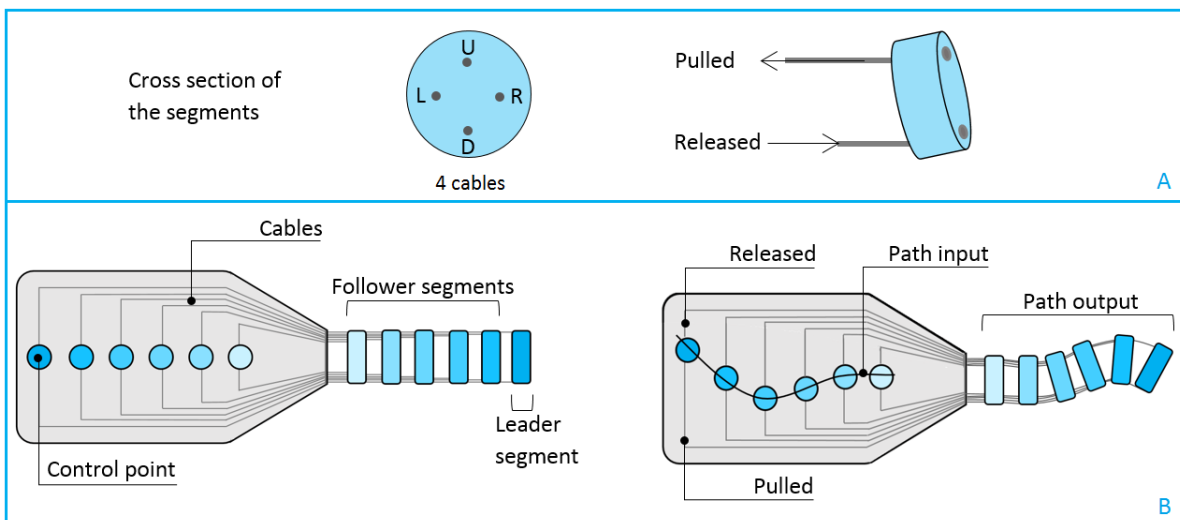 Cross section of
the segments
U
L
R
D
4 cables
Pulled
Released
A
Cables
Follower segments
Leader
segment
Control point
Released
Path input
Path output
Pulled
B